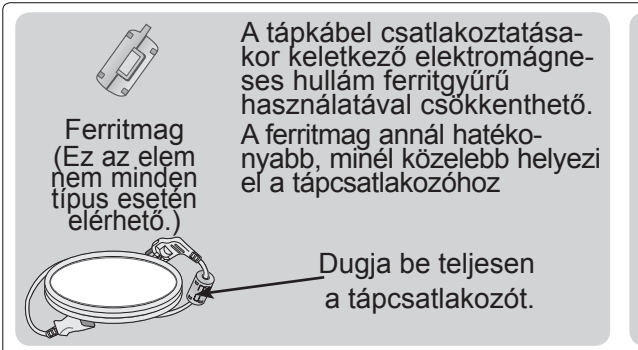 Ferritmag
(Ez az elem
nem minden
típus esetén
elérhető.)
A tápkábel csatlakoztatása-
kor keletkező elektromágne-
ses hullám ferritgyűrű
használatával csökkenthető.
A ferritmag annál hatéko-
nyabb, minél közelebb helyezi
el a tápcsatlakozóhoz
Dugja be teljesen
a tápcsatlakozót.